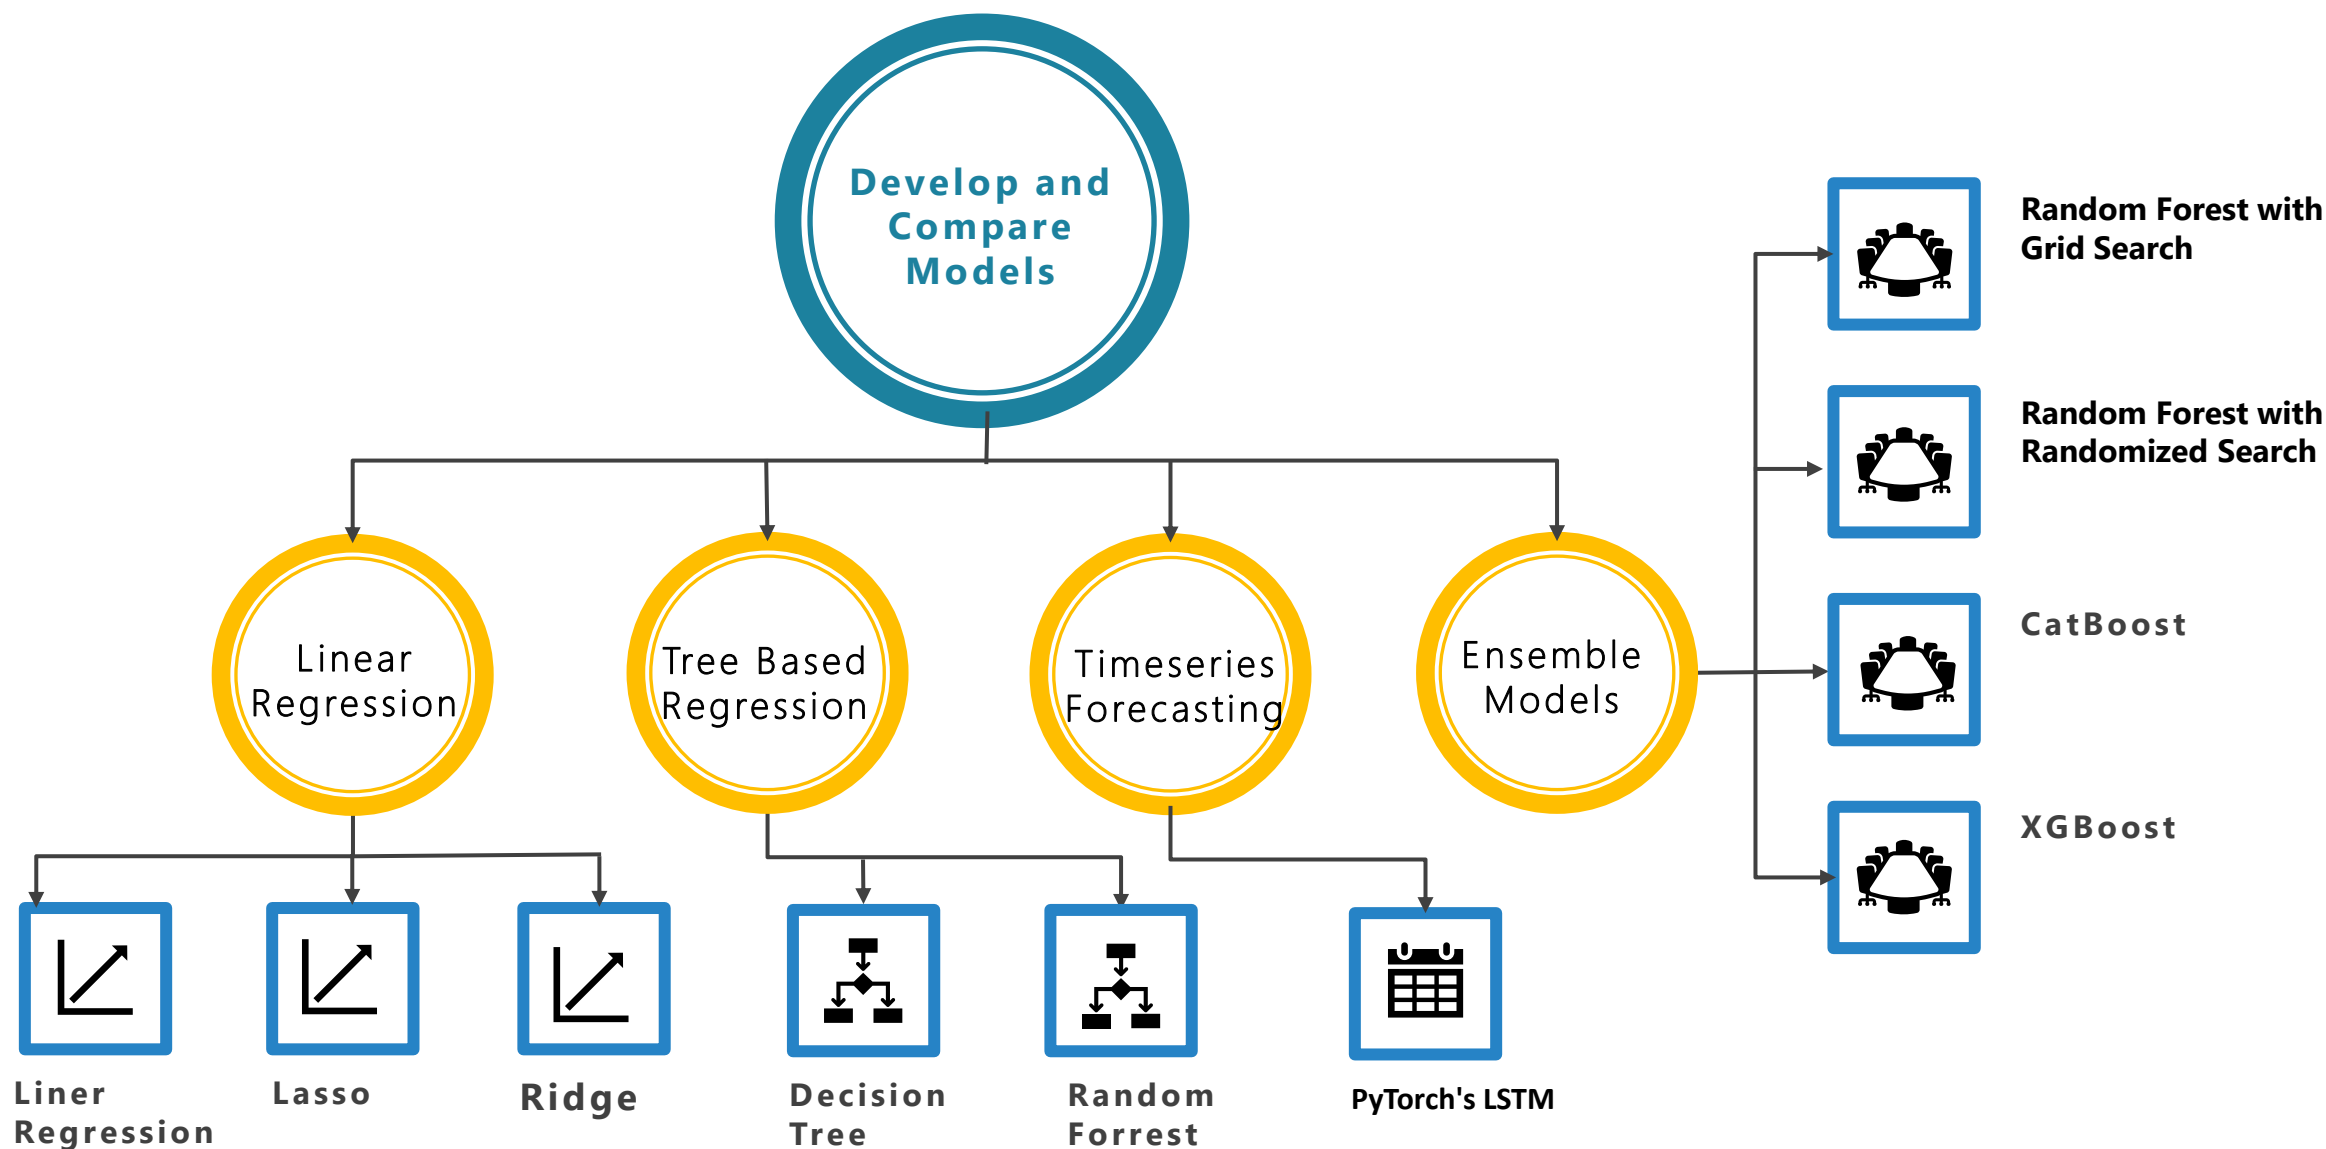 Develop and
Compare
Models
Random Forest with
Grid Search
Random Forest with
Randomized Search
CatBoost
XGBoost
Linear
Regression
Tree Based
Regression
Timeseries
Forecasting
Ensemble
Models
Liner
Regression
Lasso
Ridge
Decision
Tree
Random
Forrest
PyTorch's LSTM